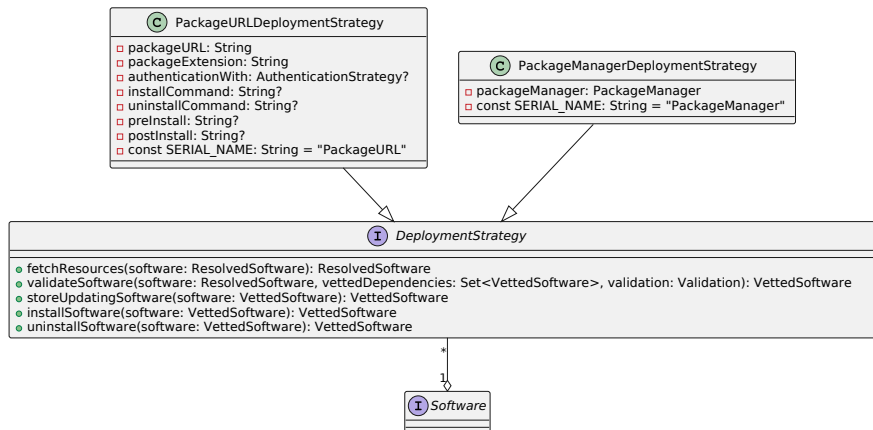 C PackageURLDeploymentStrategy
packageURL: String
packageExtension: String
authenticationWith: AuthenticationStrategy?
installCommand: String?
uninstallCommand: String?
preInstall: String?
postInstall: String?
const SERIAL_NAME: String = "PackageURL"
C PackageManagerDeploymentStrategy
packageManager: PackageManager
const SERIAL_NAME: String = "PackageManager"
I DeploymentStrategy
fetchResources(software: ResolvedSoftware): ResolvedSoftware
validateSoftware(software: ResolvedSoftware, vettedDependencies: Set<VettedSoftware>, validation: Validation): VettedSoftware
storeUpdatingSoftware(software: VettedSoftware): VettedSoftware
installSoftware(software: VettedSoftware): VettedSoftware
uninstallSoftware(software: VettedSoftware): VettedSoftware
*
1
I Software